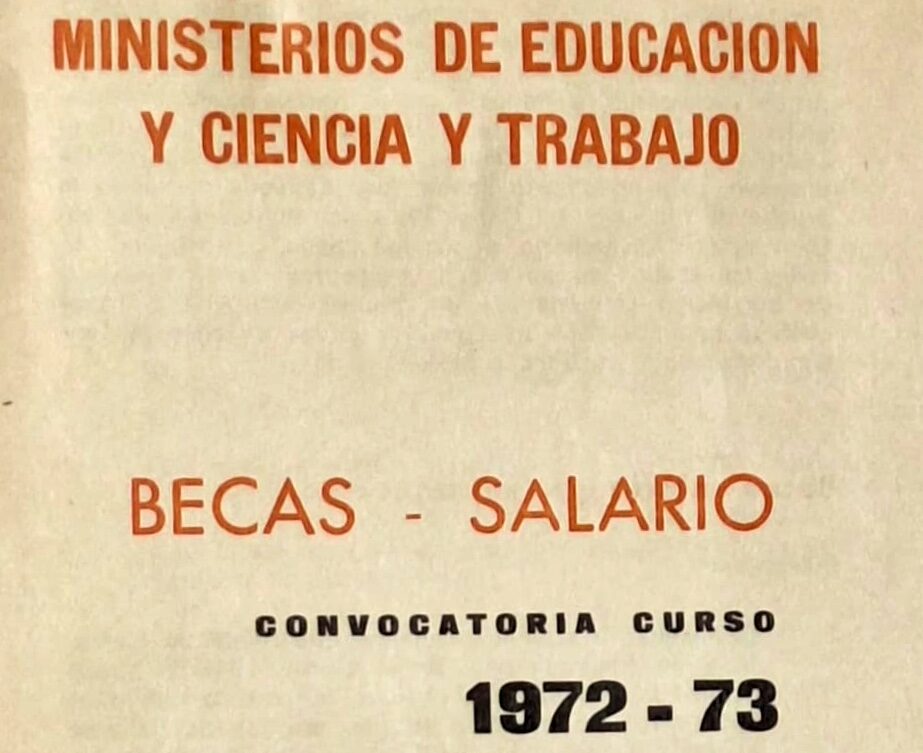 MINISTERIOS DE EDUCACION
Y CIENCIA Y TRABAJO
BECAS - SALARIO
CONVOCATORIA CURSO
1972 - 73